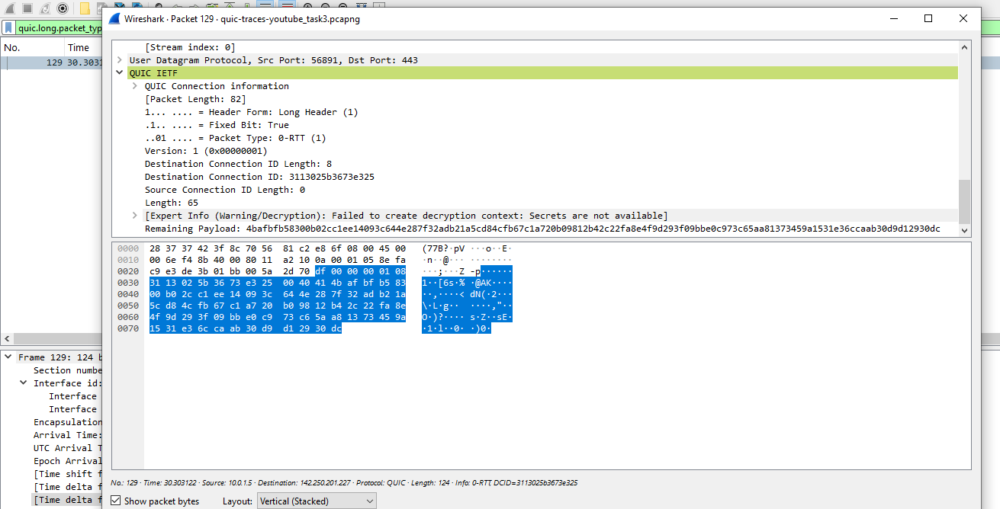 Wireshark · Packet 129 · quic-traces-youtube_task3.pcapng
quic.long.packet_typ
No. Time
129 30.3031
[Stream index: 0]
User Datagram Protocol, Src Port: 56891, Dst Port: 443
QUIC IETF
QUIC Connection information
[Packet Length: 82]
1... .... = Header Form: Long Header (1)
.1.. .... = Fixed Bit: True
..01 .... = Packet Type: 0-RTT (1)
Version: 1 (0x00000001)
Destination Connection ID Length: 8
Destination Connection ID: 3113025b3673e325
Source Connection ID Length: 0
Length: 65
[Expert Info (Warning/Decryption): Failed to create decryption context: Secrets are not available]
Remaining Payload: 4bafbfb58300b02cc1ee14093c644e287f32adb21a5cd84cfb67c1a720b09812b42c22fa8e4f9d293f09bbe0c973c65aa81373459a1531e36ccaab30d9d12930dc
0000 28 37 37 42 3f 8c 70 56 81 c2 e8 6f 08 00 45 00 (77B?·pV ···o··E·
0010 00 6e f4 8b 40 00 80 11 a2 10 0a 00 01 05 8e fa ·n··@··· ········
0020 c9 e3 de 3b 01 bb 00 5a 2d 70 df 00 00 00 01 08 ···;···Z -p······
0030 31 13 02 5b 36 73 e3 25 00 40 41 4b af bf b5 83 1··[6s·% ·@AK····
0040 00 b0 2c c1 ee 14 09 3c 64 4e 28 7f 32 ad b2 1a ··,····< dN(·2···
0050 5c d8 4c fb 67 c1 a7 20 b0 98 12 b4 2c 22 fa 8e \·L·g·· ····,"··
0060 4f 9d 29 3f 09 bb e0 c9 73 c6 5a a8 13 73 45 9a O·)?···· s·Z··sE·
0070 15 31 e3 6c ca ab 30 d9 d1 29 30 dc ·1·l··0· ·)0·
Frame 129: 124 b
Section numbe
Interface id:
Interface
Interface
Encapsulation
Arrival Time:
UTC Arrival T
Epoch Arrival
[Time shift f
[Time delta f
[Time delta f
No.: 129 · Time: 30.303122 · Source: 10.0.1.5 · Destination: 142.250.201.227 · Protocol: QUIC · Length: 124 · Info: 0-RTT, DCID=3113025b3673e325
Show packet bytes Layout: Vertical (Stacked)